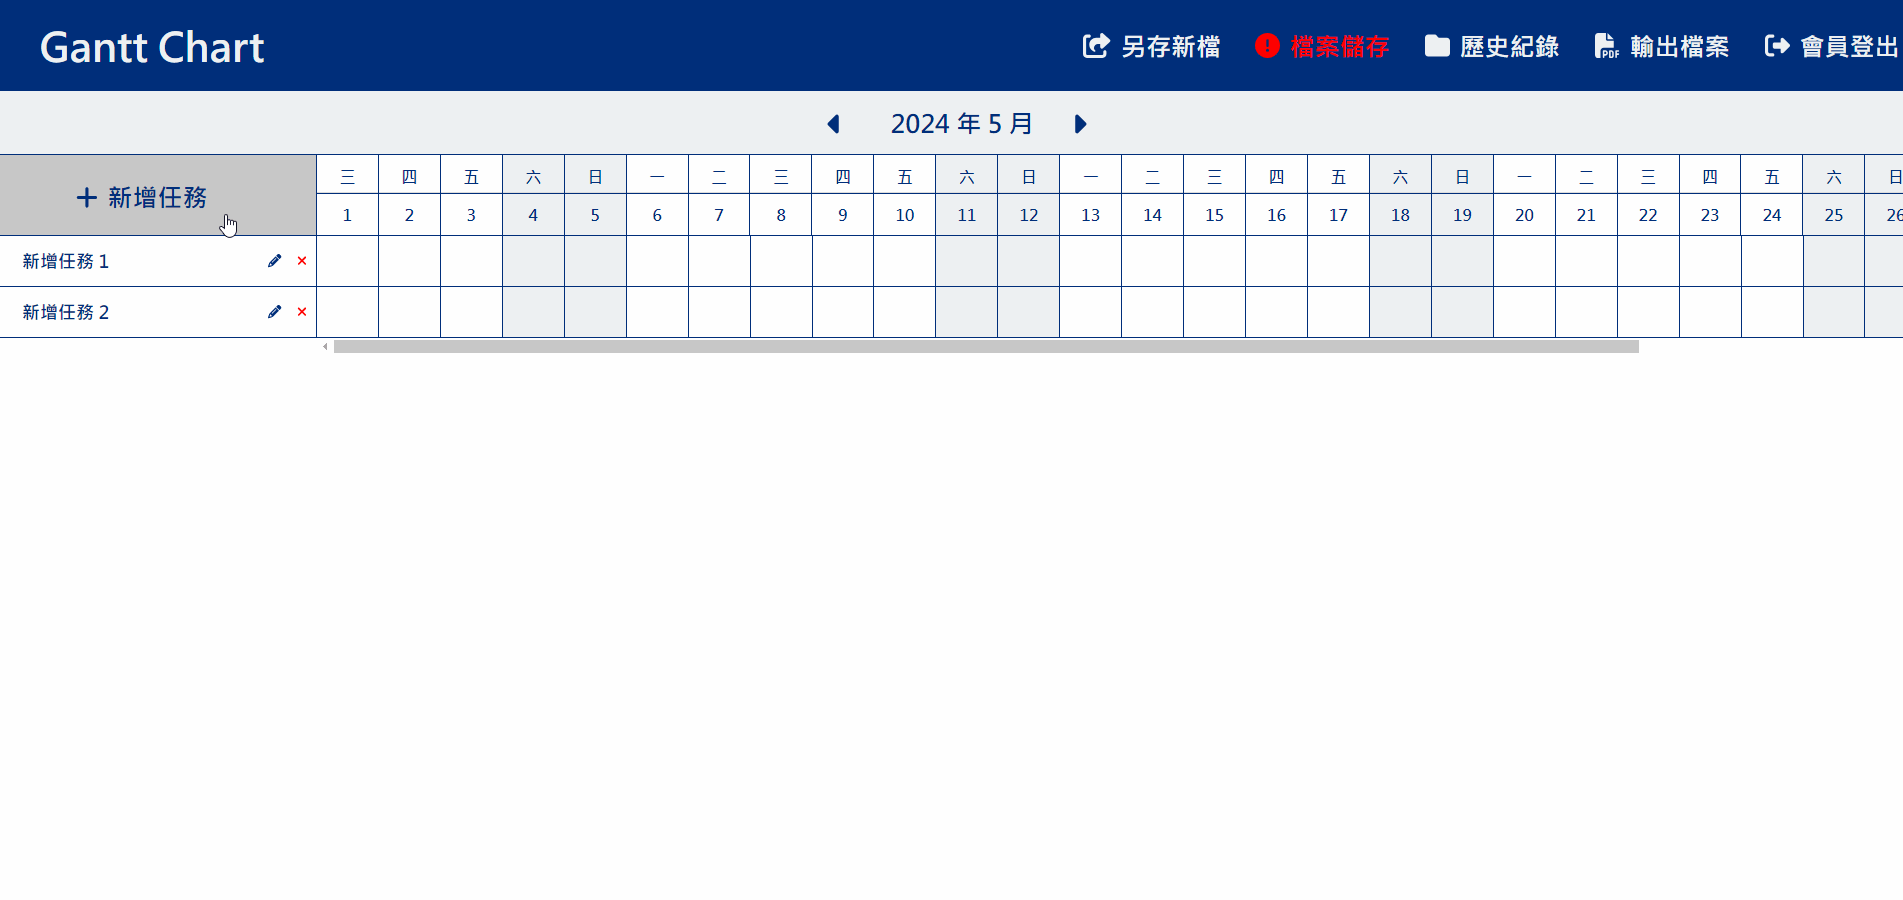 Gantt Chart
另存新檔 檔案儲存 歷史紀錄 PDF 輸出檔案 會員登出
2024 年 5 月
新增任務
三 四 五 六 日 一 二 三 四 五 六 日 一 二 三 四 五 六 日 一 二 三 四 五 六 日
1 2 3 4 5 6 7 8 9 10 11 12 13 14 15 16 17 18 19 20 21 22 23 24 25 26
新增任務 1
新增任務 2